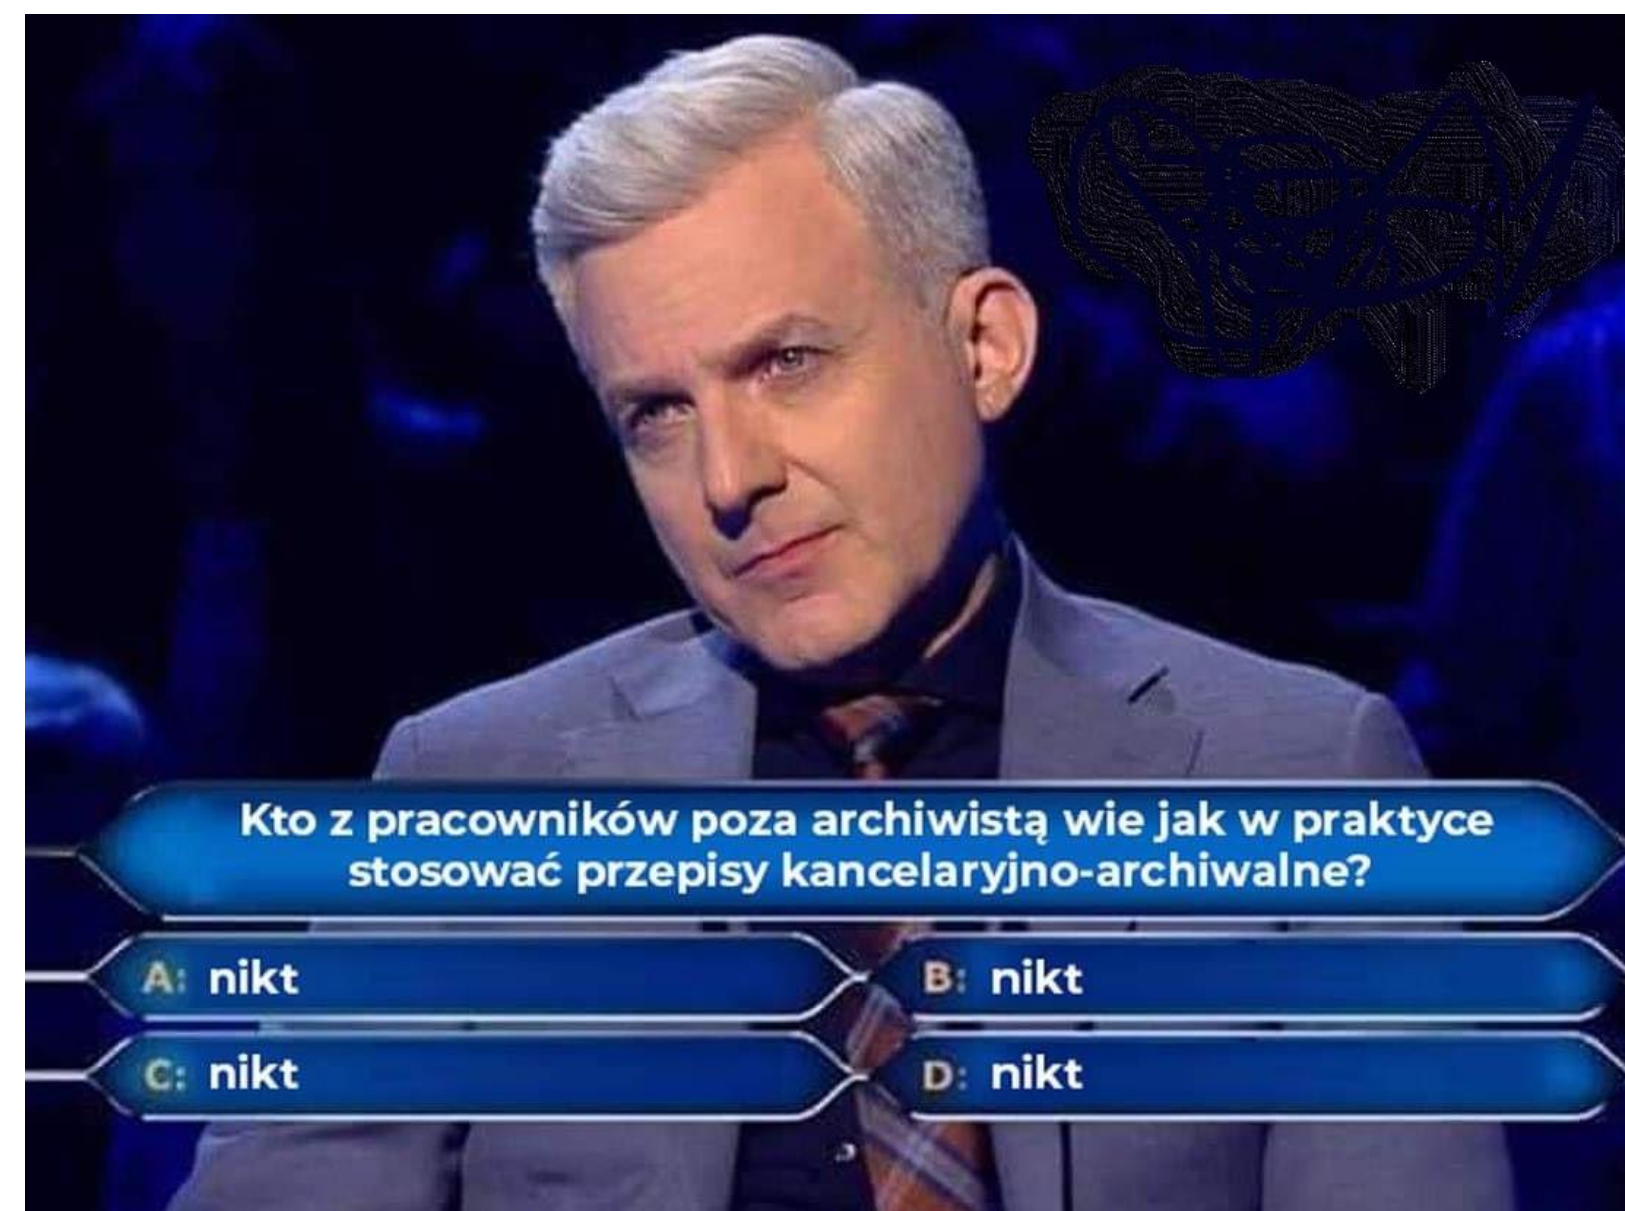 Kto z pracowników poza archiwistą wie jak w praktyce
stosować przepisy kancelaryjno-archiwalne?
A: nikt
B: nikt
C: nikt
D: nikt